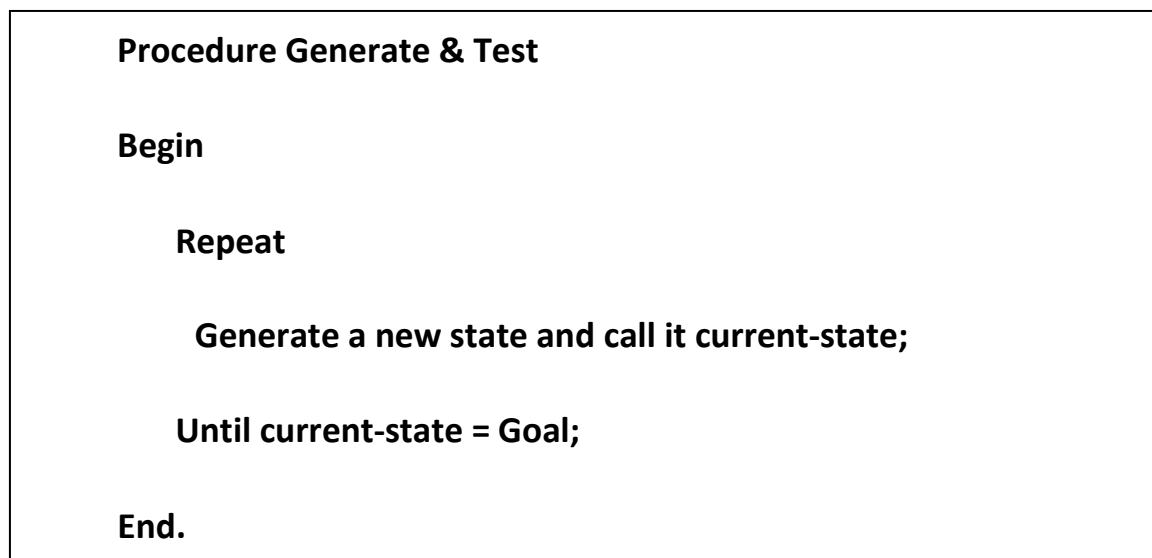 Procedure Generate & Test
Begin
Repeat
Generate a new state and call it current-state;
Until current-state = Goal;
End.